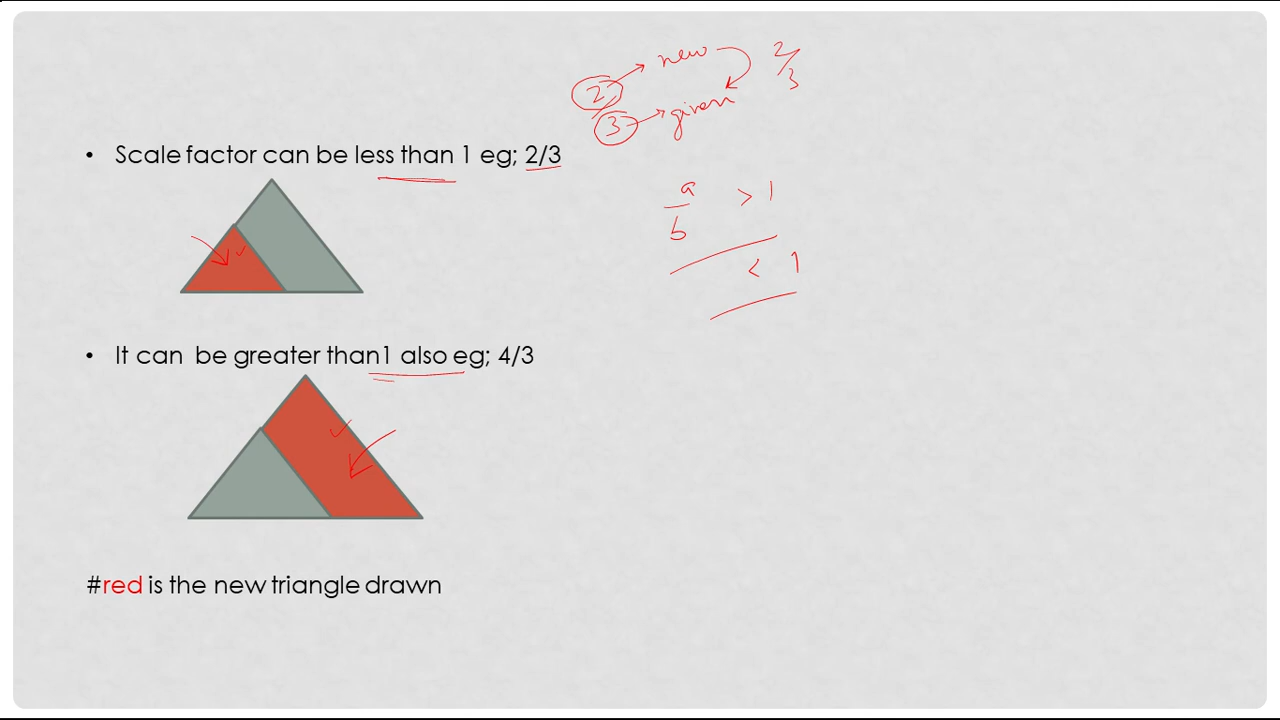 2 → new 2/3
3 → given
• Scale factor can be less than 1 eg; 2/3
a/b > 1
< 1
• It can be greater than1 also eg; 4/3
#red is the new triangle drawn